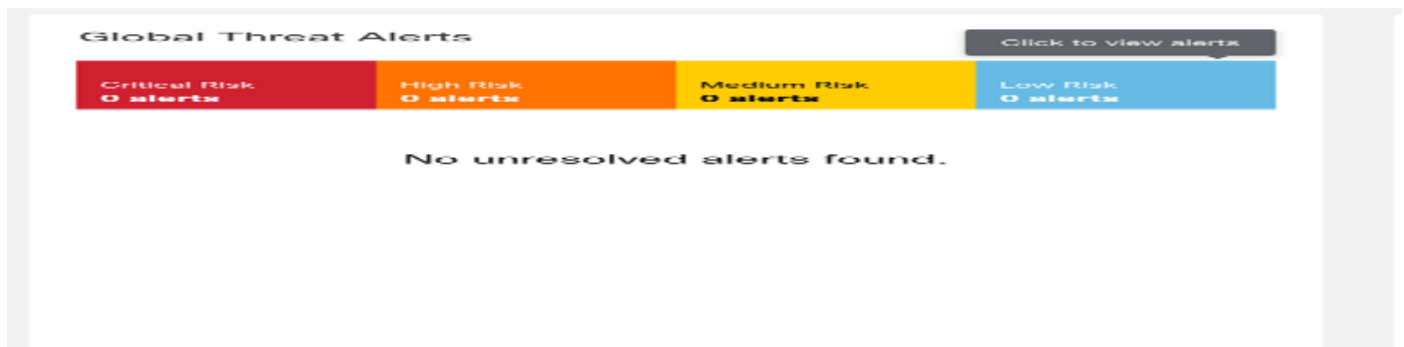 Global Threat Alerts
Click to view alerts
Critical Risk
0 alerts
High Risk
0 alerts
Medium Risk
0 alerts
Low Risk
0 alerts
No unresolved alerts found.